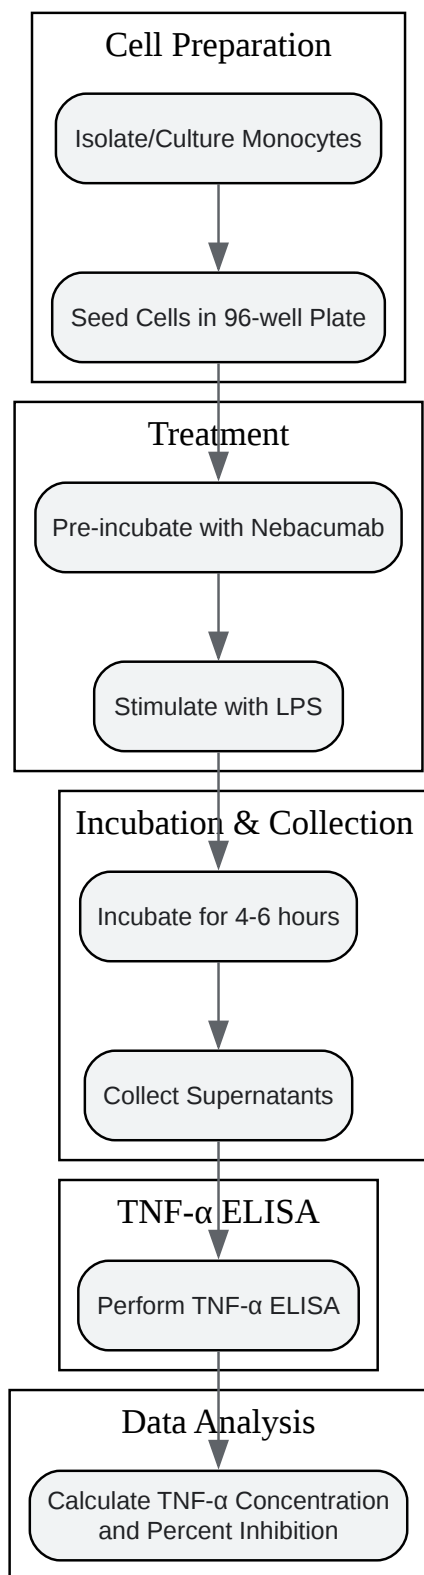 Cell Preparation
Isolate/Culture Monocytes
Seed Cells in 96-well Plate
Treatment
Pre-incubate with Nebacumab
Stimulate with LPS
Incubation & Collection
Incubate for 4-6 hours
Collect Supernatants
TNF-α ELISA
Perform TNF-α ELISA
Data Analysis
Calculate TNF-α Concentration
and Percent Inhibition